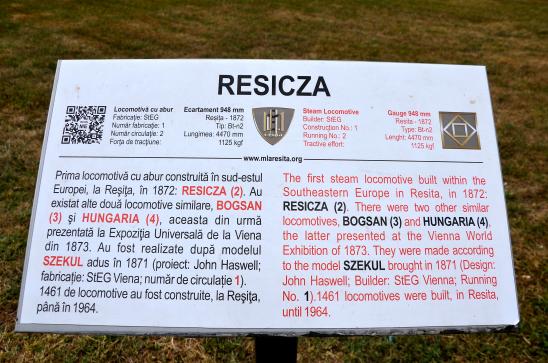 RESICZA
Locomotivă cu abur
Fabricație: StEG
Număr fabricație: 1
Număr circulație: 2
Forța de tracțiune:
Ecartament 948 mm
Reșița - 1872
Tip: Bt-n2
Lungimea: 4470 mm
1125 kgf
Steam Locomotive
Builder: StEG
Construction No.: 1
Running No.: 2
Tractive effort:
Gauge 948 mm
Resita - 1872
Type: Bt-n2
Lenght: 4470 mm
1125 kgf
www.mlaresita.org
Prima locomotivă cu abur construită în sud-estul
Europei, la Reșița, în 1872: RESICZA (2). Au
existat alte două locomotive similare, BOGSAN
(3) și HUNGARIA (4), aceasta din urmă
prezentată la Expoziția Universală de la Viena
din 1873. Au fost realizate după modelul
SZEKUL adus în 1871 (proiect: John Haswell;
fabricație: StEG Viena; număr de circulație 1).
1461 de locomotive au fost construite, la Reșița,
până în 1964.
The first steam locomotive built within the
Southeastern Europe in Resita, in 1872:
RESICZA (2). There were two other similar
locomotives, BOGSAN (3) and HUNGARIA (4),
the latter presented at the Vienna World
Exhibition of 1873. They were made according
to the model SZEKUL brought in 1871 (Design:
John Haswell; Builder: StEG Vienna; Running
No. 1).1461 locomotives were built, in Resita,
until 1964.